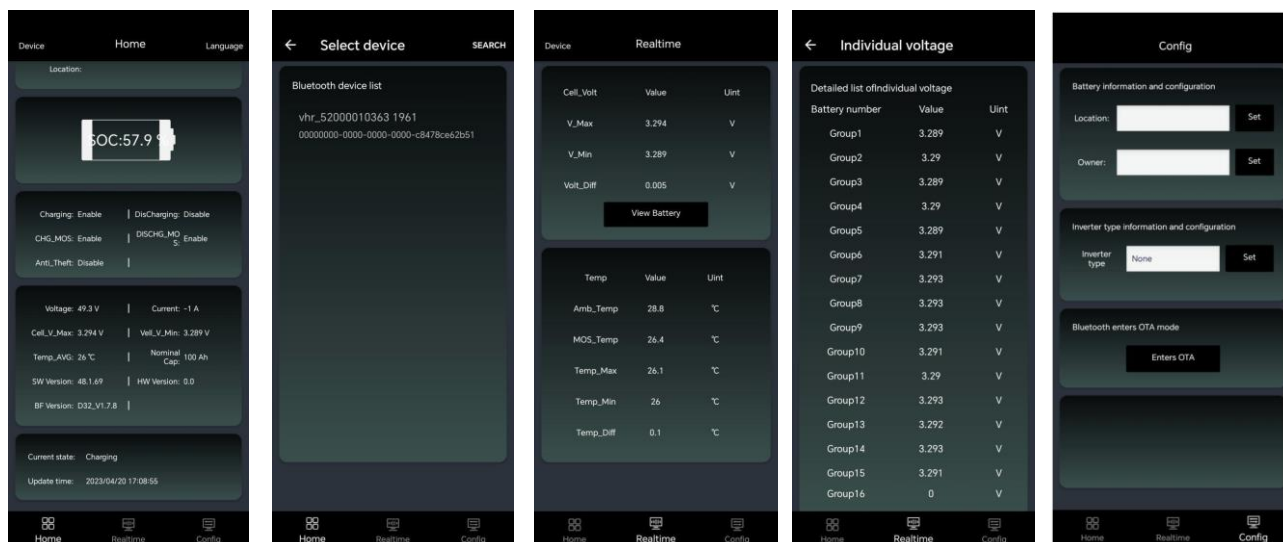 Device Home Language
Location:
SOC:57.9 %
Charging: Enable | DisCharging: Disable
CHG_MOS: Enable | DISCHG_MO
S: Enable
Anti_Theft: Disable |
Voltage: 49.3 V | Current: -1 A
Cell_V_Max: 3.294 V | Vell_V_Min: 3.289 V
Temp_AVG: 26 ℃ | Nominal
Cap: 100 Ah
SW Version: 48.1.69 | HW Version: 0.0
BF Version: D32_V1.7.8 |
Current state: Charging
Update time: 2023/04/20 17:08:55
Home Realtime Config
Select device SEARCH
Bluetooth device list
vhr_52000010363 1961
00000000-0000-0000-0000-c8478ce62b51
Home Realtime Config
Device Realtime
Cell_Volt Value Uint
V_Max 3.294 V
V_Min 3.289 V
Volt_Diff 0.005 V
View Battery
Temp Value Uint
Amb_Temp 28.8 ℃
MOS_Temp 26.4 ℃
Temp_Max 26.1 ℃
Temp_Min 26 ℃
Temp_Diff 0.1 ℃
Home Realtime Config
Individual voltage
Detailed list ofIndividual voltage
Battery number Value Uint
Group1 3.289 V
Group2 3.29 V
Group3 3.289 V
Group4 3.29 V
Group5 3.289 V
Group6 3.291 V
Group7 3.293 V
Group8 3.293 V
Group9 3.293 V
Group10 3.291 V
Group11 3.29 V
Group12 3.293 V
Group13 3.292 V
Group14 3.293 V
Group15 3.291 V
Group16 0 V
Home Realtime Config
Config
Battery information and configuration
Location: Set
Owner: Set
Inverter type information and configuration
Inverter
type None Set
Bluetooth enters OTA mode
Enters OTA
Home Realtime Config